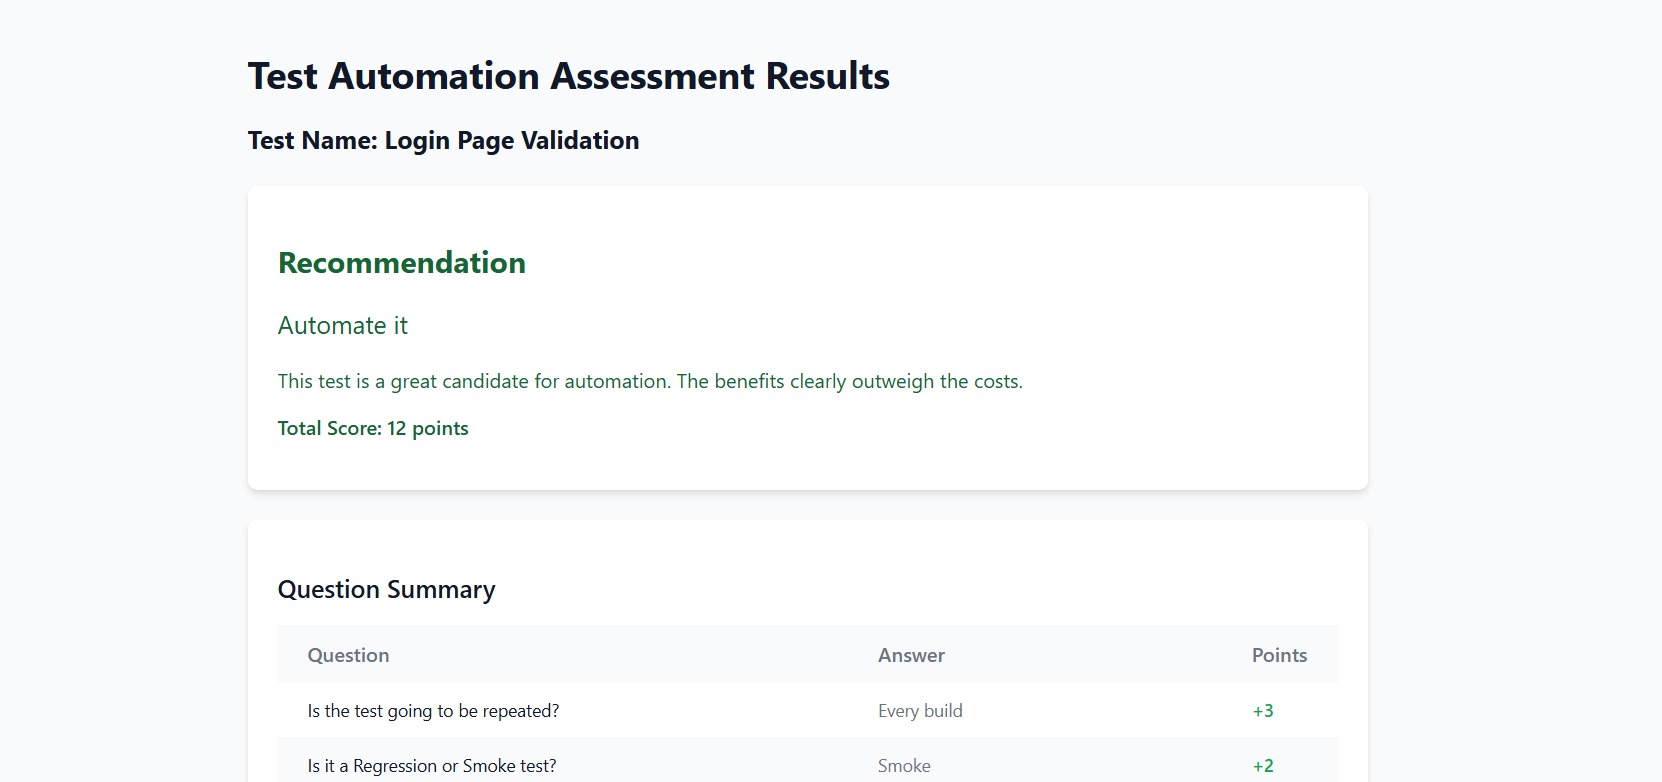 Test Automation Assessment Results
Test Name: Login Page Validation
Recommendation
Automate it
This test is a great candidate for automation. The benefits clearly outweigh the costs.
Total Score: 12 points
Question Summary
Question Answer Points
Is the test going to be repeated? Every build +3
Is it a Regression or Smoke test? Smoke +2